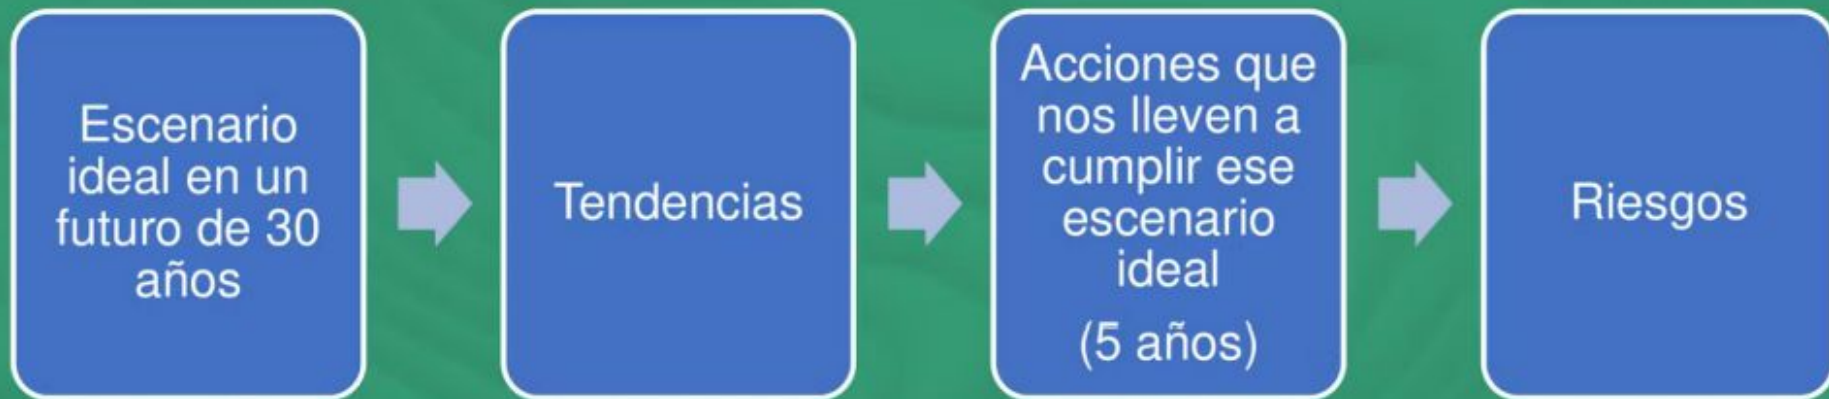 Escenario
ideal en un
futuro de 30
años
Tendencias
Acciones que
nos lleven a
cumplir ese
escenario
ideal
(5 años)
Riesgos